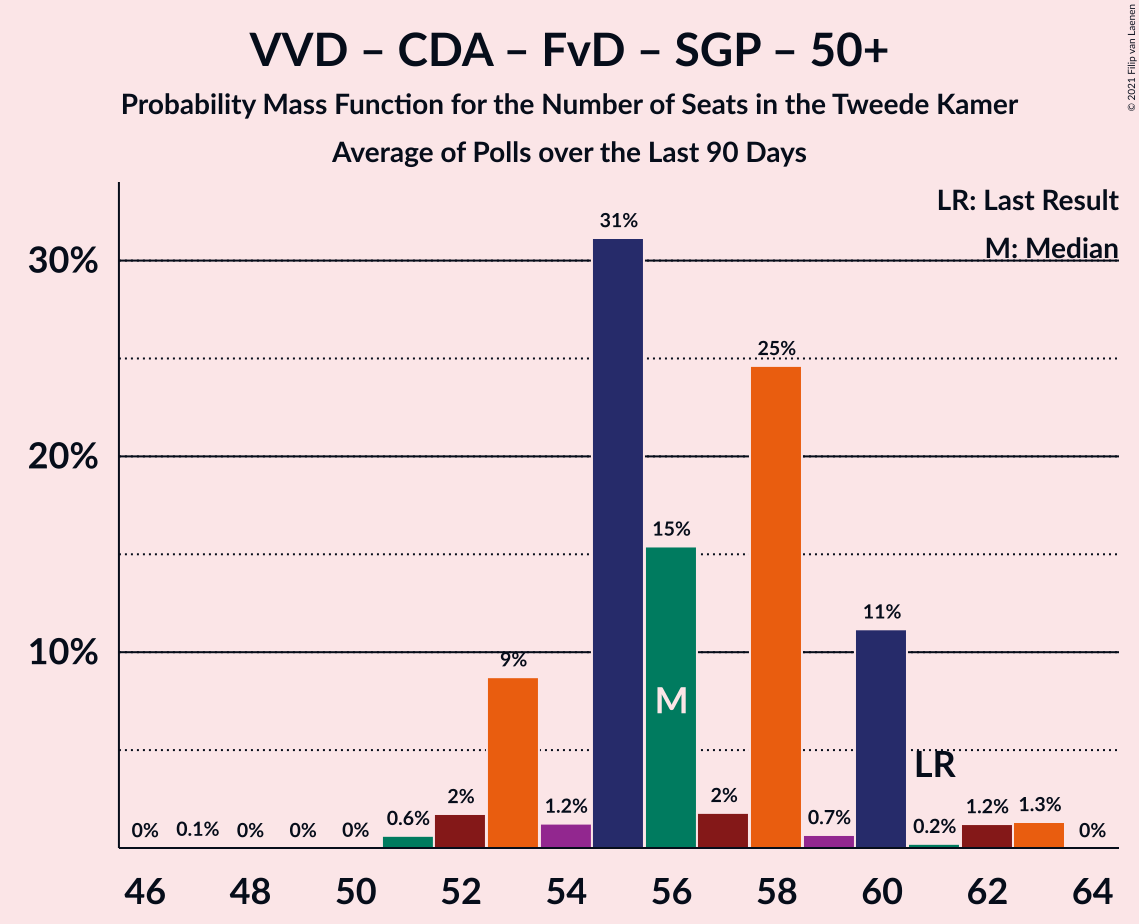 VVD – CDA – FvD – SGP – 50+
Probability Mass Function for the Number of Seats in the Tweede Kamer
Average of Polls over the Last 90 Days
© 2021 Filip van Laenen
LR: Last Result
M: Median
30%
20%
10%
0% 0.1% 0% 0% 0% 0.6% 2% 9% 1.2% 31% 15% 2% 25% 0.7% 11% 0.2% 1.2% 1.3% 0%
M
LR
46 48 50 52 54 56 58 60 62 64